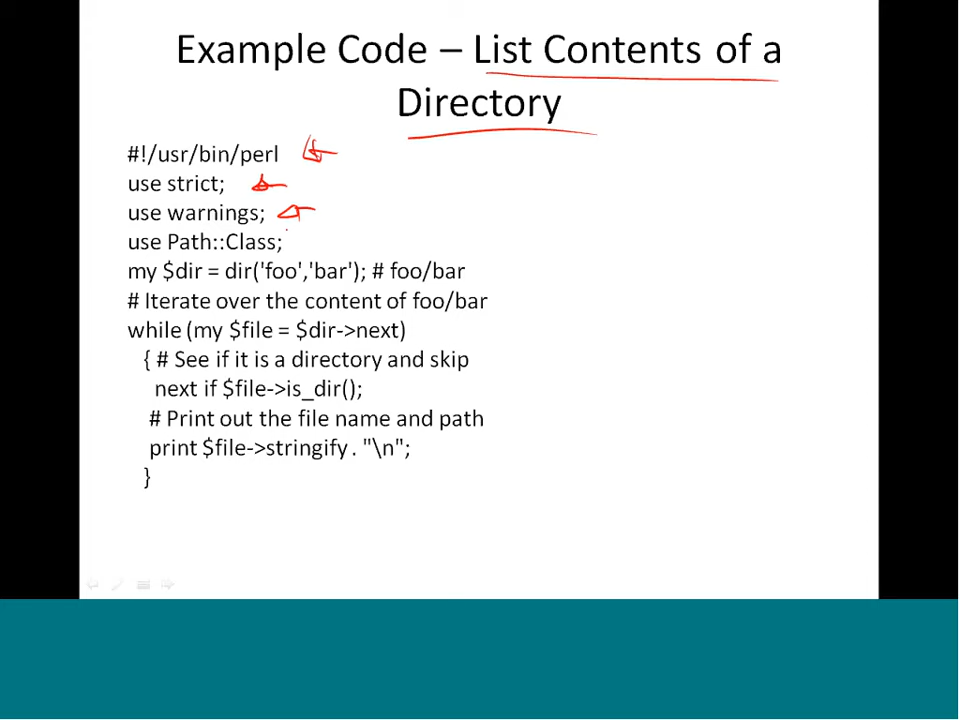 Example Code – List Contents of a
Directory
#!/usr/bin/perl
use strict;
use warnings;
use Path::Class;
my $dir = dir('foo','bar'); # foo/bar
# Iterate over the content of foo/bar
while (my $file = $dir->next)
{ # See if it is a directory and skip
next if $file->is_dir();
# Print out the file name and path
print $file->stringify . "\n";
}